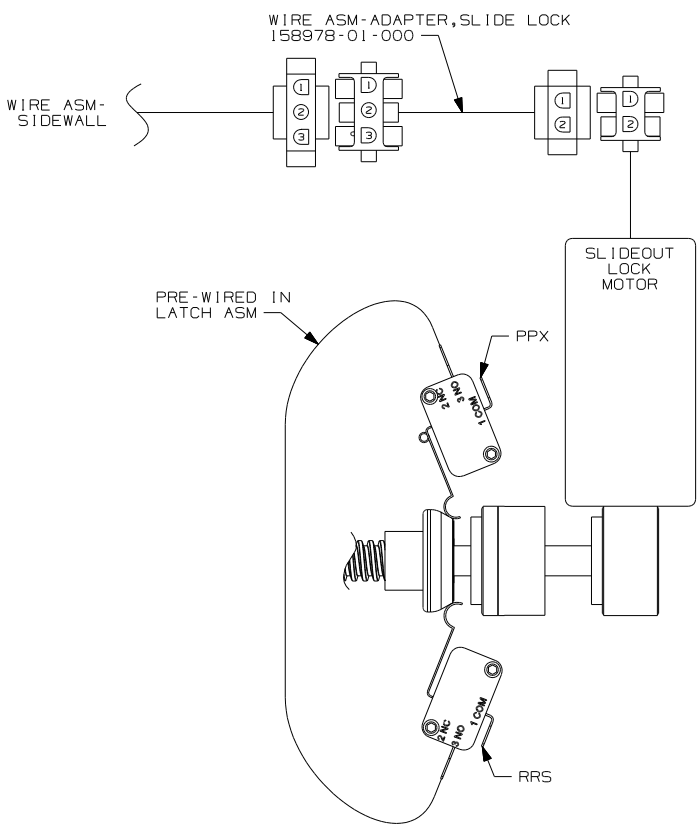 WIRE ASM-ADAPTER,SLIDE LOCK
158978-01-000
WIRE ASM-
SIDEWALL
1
2
3
1
2
3
1
2
1
2
SLIDEOUT
LOCK
MOTOR
PRE-WIRED IN
LATCH ASM
PPX
2 NC
3 NO
1 COM
2 NC
3 NO
1 COM
RRS